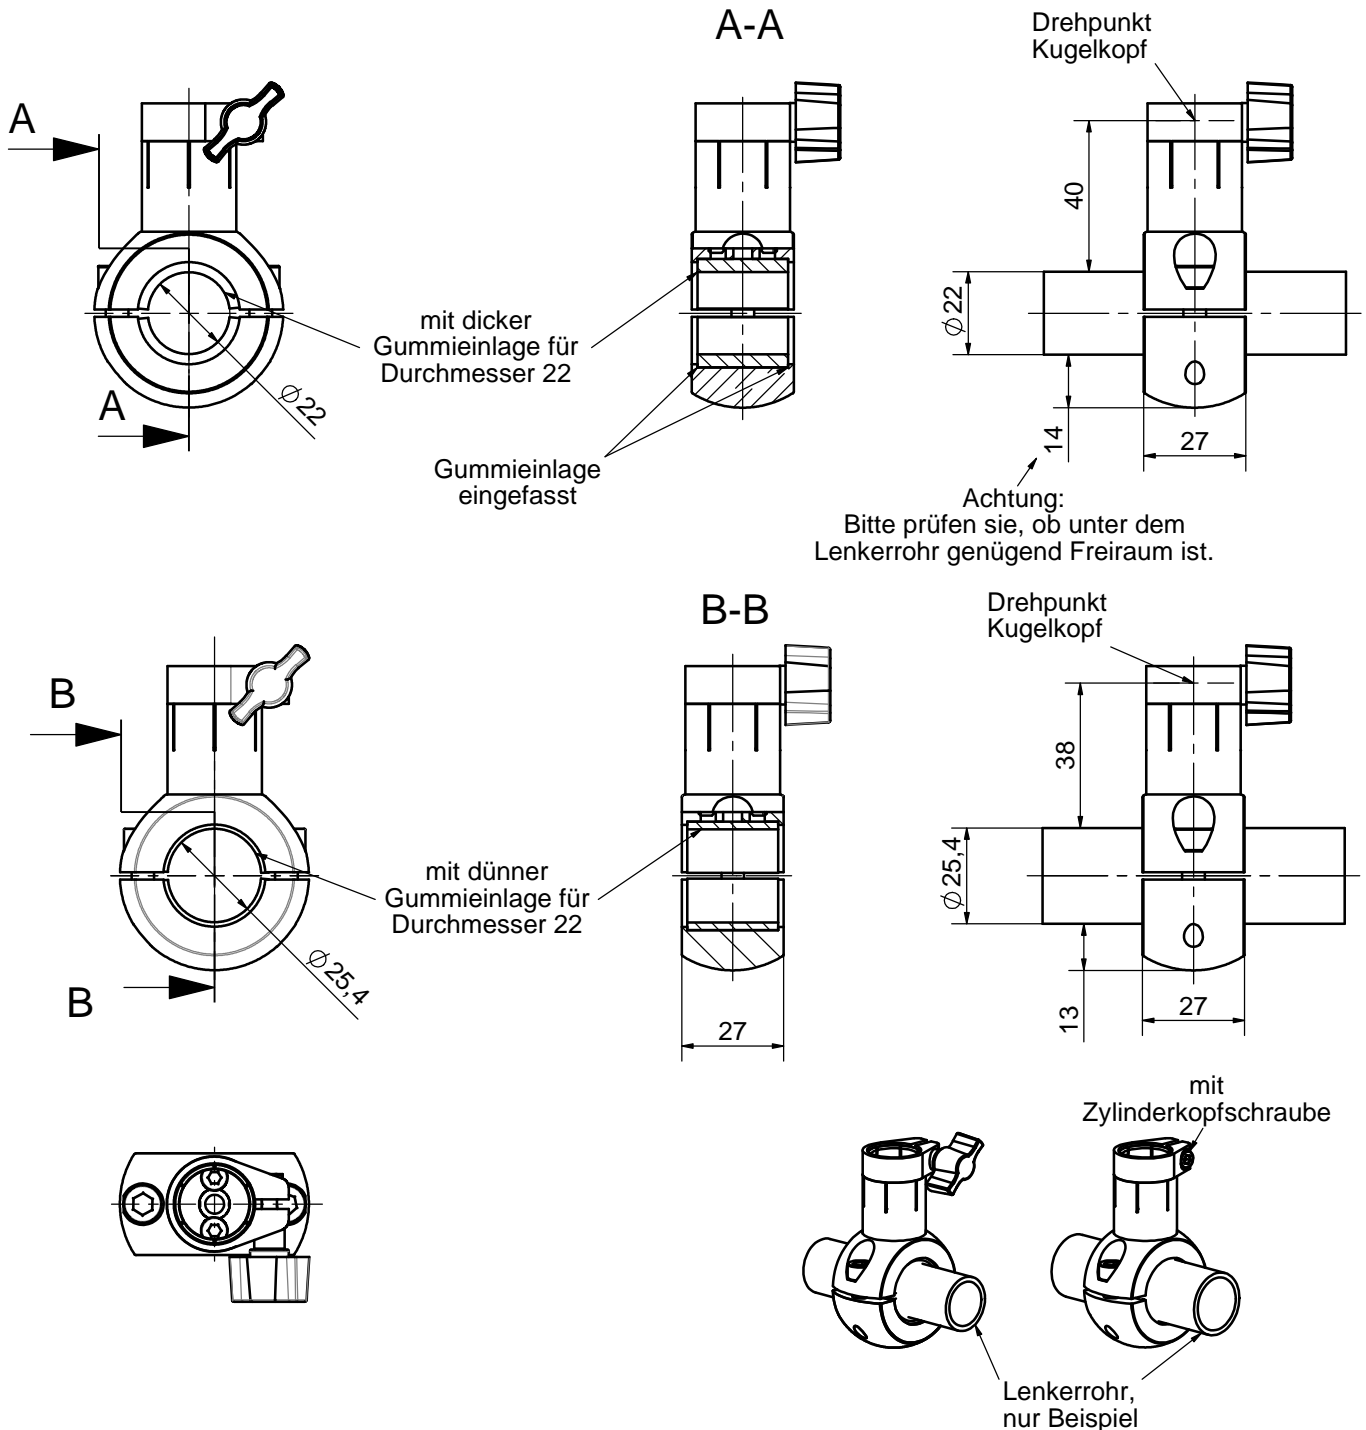 A-A
Drehpunkt
Kugelkopf
A
40
⌀22
mit dicker
Gummieinlage für
Durchmesser 22
⌀22
A
14
27
Gummieinlage
eingefasst
Achtung:
Bitte prüfen sie, ob unter dem
Lenkerrohr genügend Freiraum ist.
B-B
Drehpunkt
Kugelkopf
B
38
⌀25,4
mit dünner
Gummieinlage für
Durchmesser 22
⌀25,4
B
27
13
27
mit
Zylinderkopfschraube
Lenkerrohr,
nur Beispiel